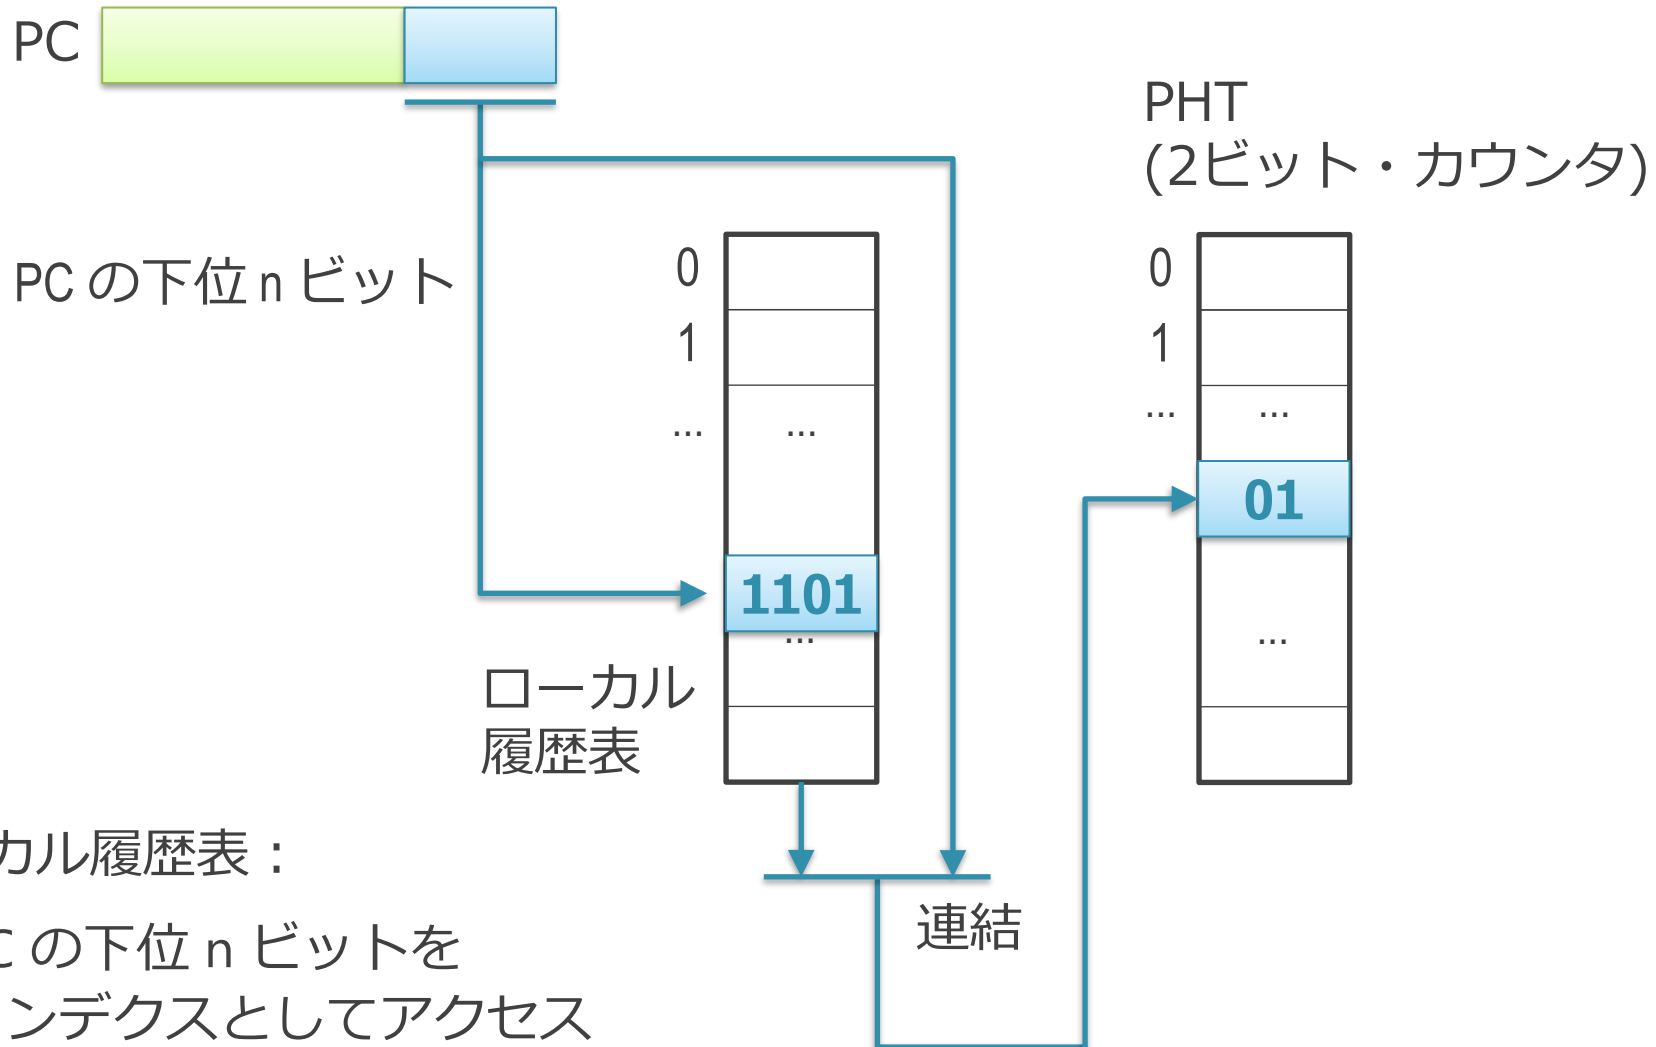 PC
PHT
(2ビット・カウンタ)
PC の下位 n ビット
0
1
...
...
1101
...
0
1
...
...
01
...
ローカル
履歴表
連結
カル履歴表：
の下位 n ビットを
ンデクスとしてアクセス